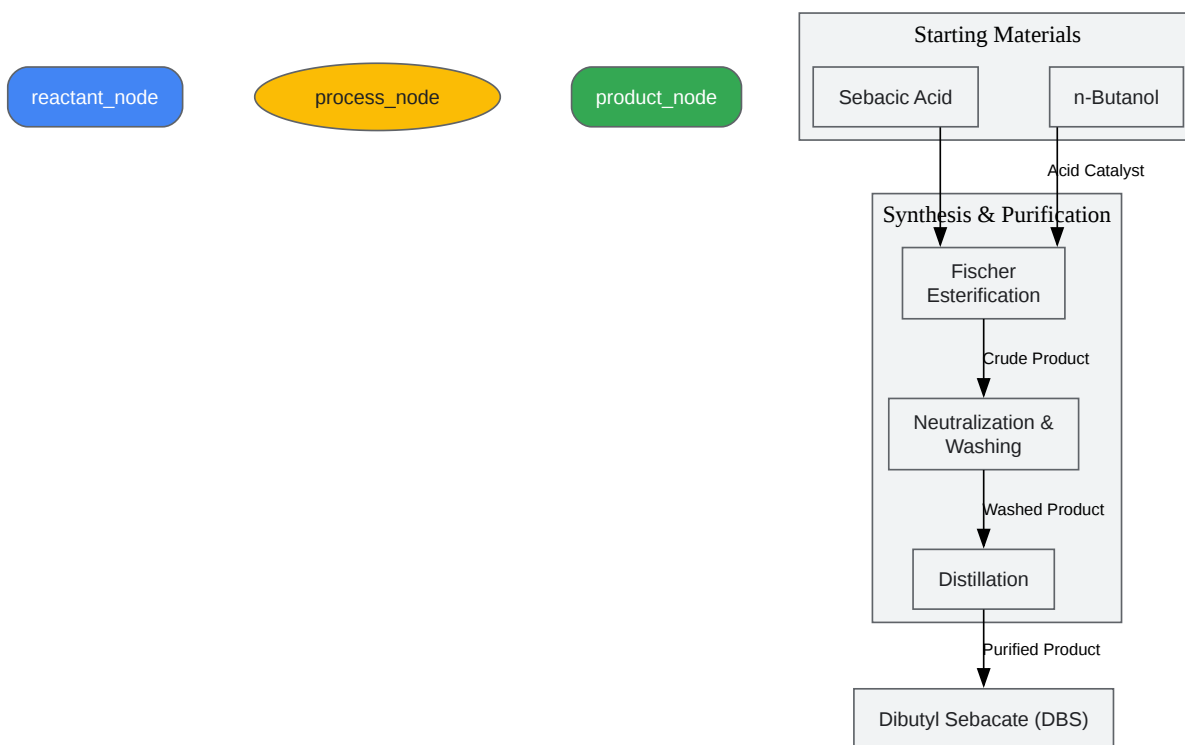 Starting Materials
reactant_node
process_node
product_node
Sebacic Acid
n-Butanol
Acid Catalyst
Synthesis & Purification
Fischer
Esterification
Crude Product
Neutralization &
Washing
Washed Product
Distillation
Purified Product
Dibutyl Sebacate (DBS)